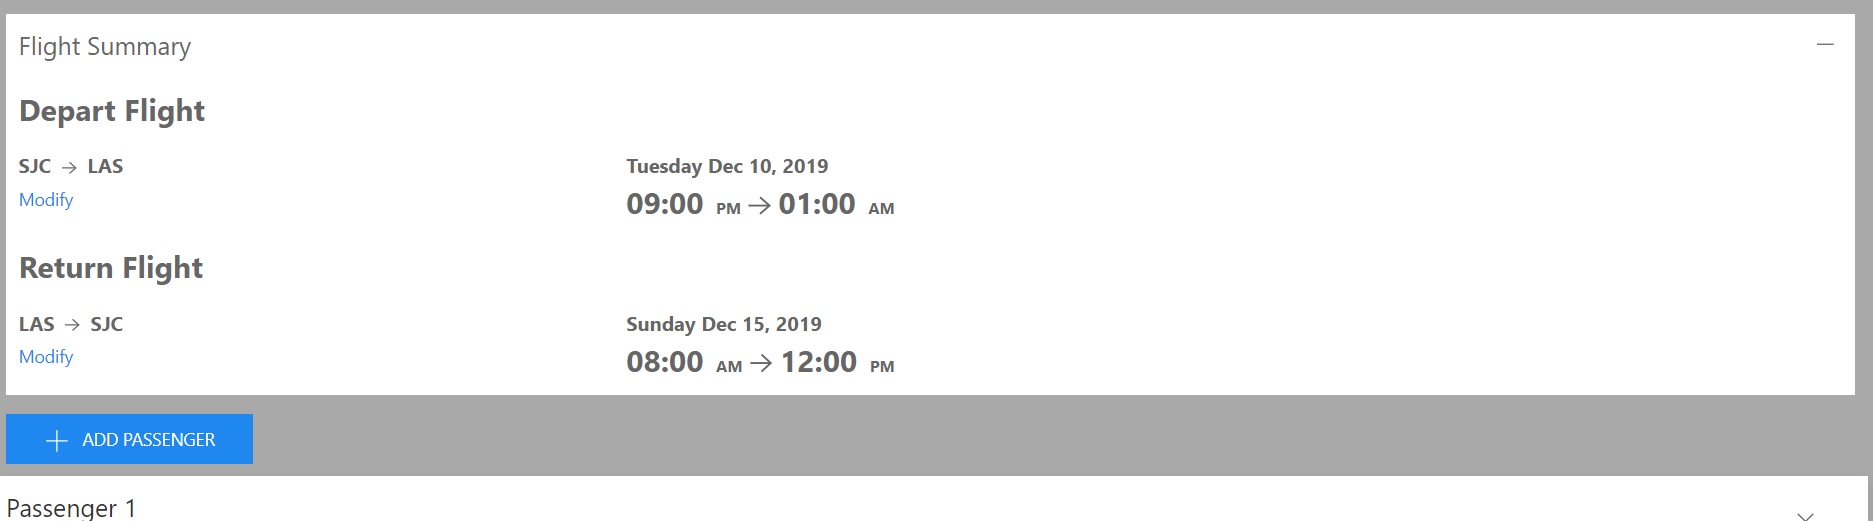 Flight Summary
Depart Flight
SJC → LAS
Tuesday Dec 10, 2019
Modify
09:00 PM → 01:00 AM
Return Flight
LAS → SJC
Sunday Dec 15, 2019
Modify
08:00 AM → 12:00 PM
ADD PASSENGER
Passenger 1